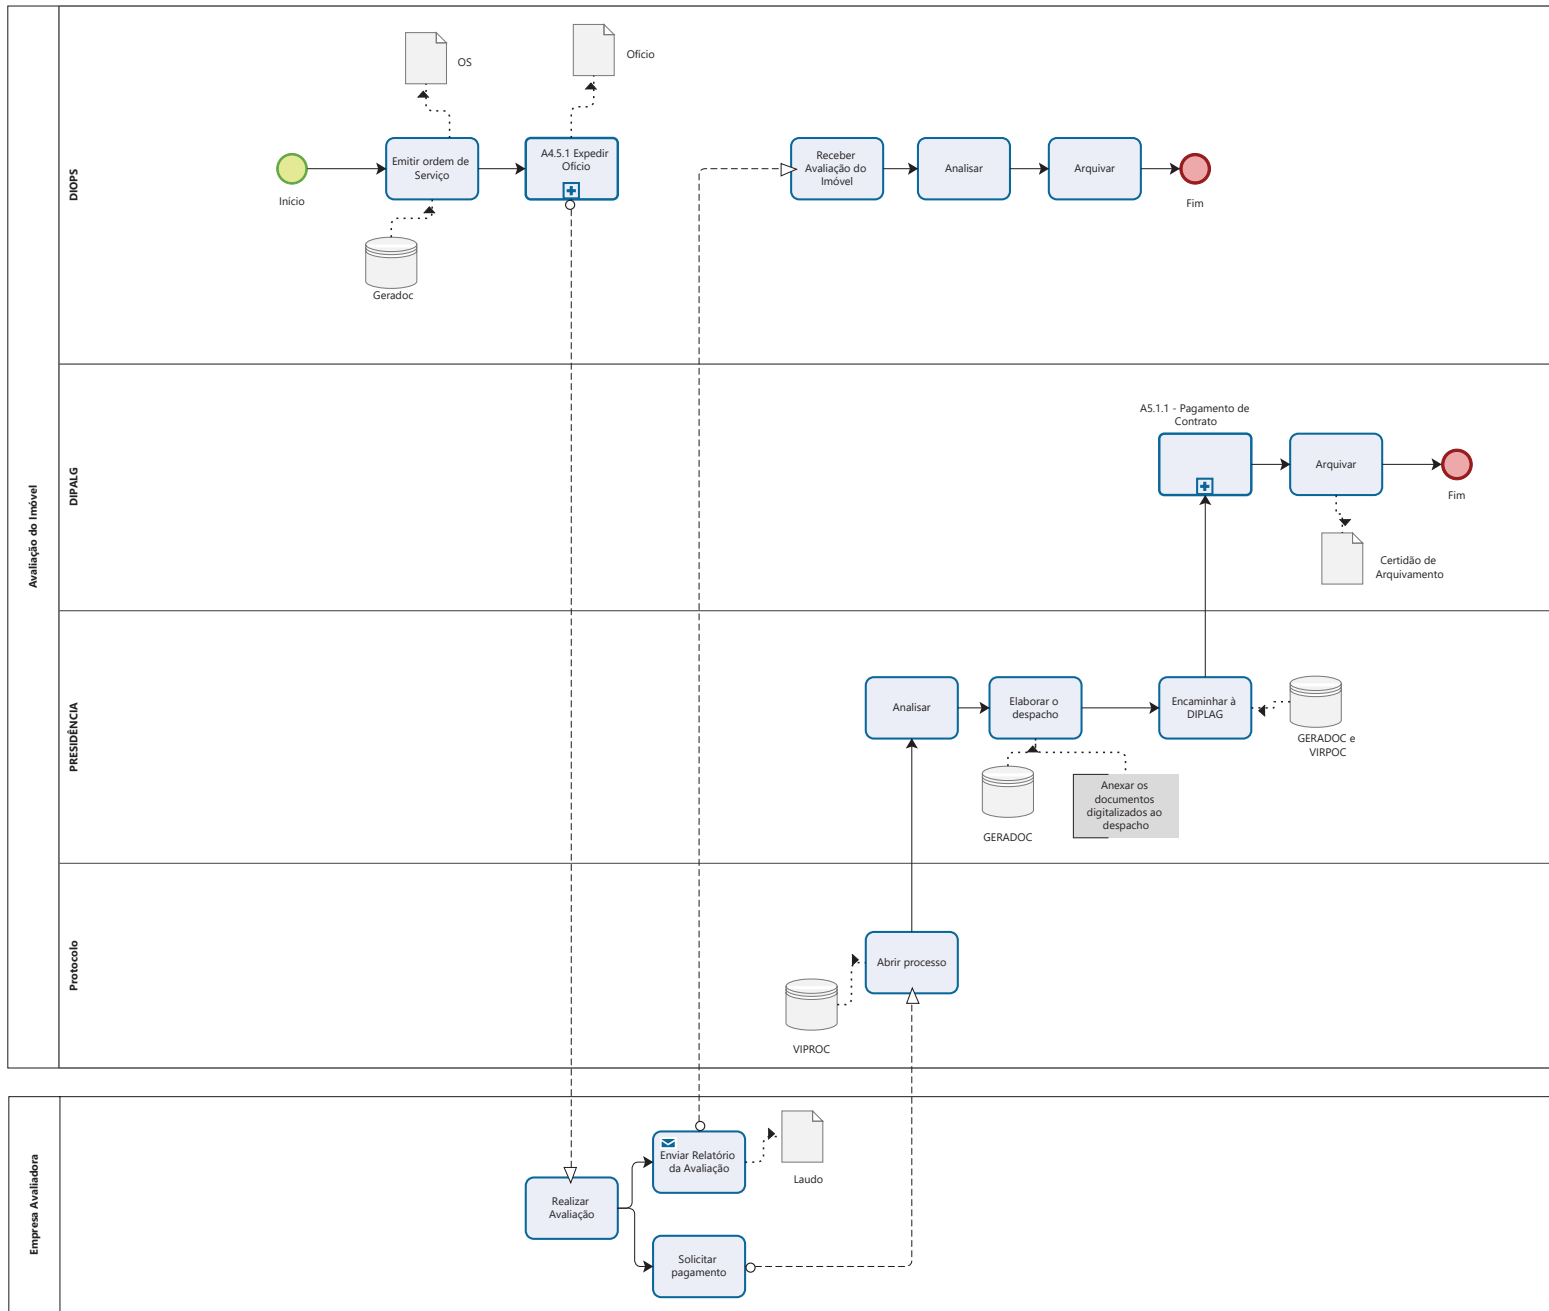 Avaliação do Imóvel
DIOPS
OS
Ofício
Início
Emitir ordem de
Serviço
A4.5.1 Expedir
Ofício
Geradoc
Receber
Avaliação do
Imóvel
Analisar
Arquivar
Fim
DIPALG
A5.1.1 - Pagamento de
Contrato
Arquivar
Fim
Certidão de
Arquivamento
PRESIDÊNCIA
Analisar
Elaborar o
despacho
Encaminhar à
DIPLAG
GERADOC e
VIRPOC
GERADOC
Anexar os
documentos
digitalizados ao
despacho
Protocolo
Abrir processo
VIPROC
Empresa Avaliadora
Realizar
Avaliação
Enviar Relatório
da Avaliação
Laudo
Solicitar
pagamento